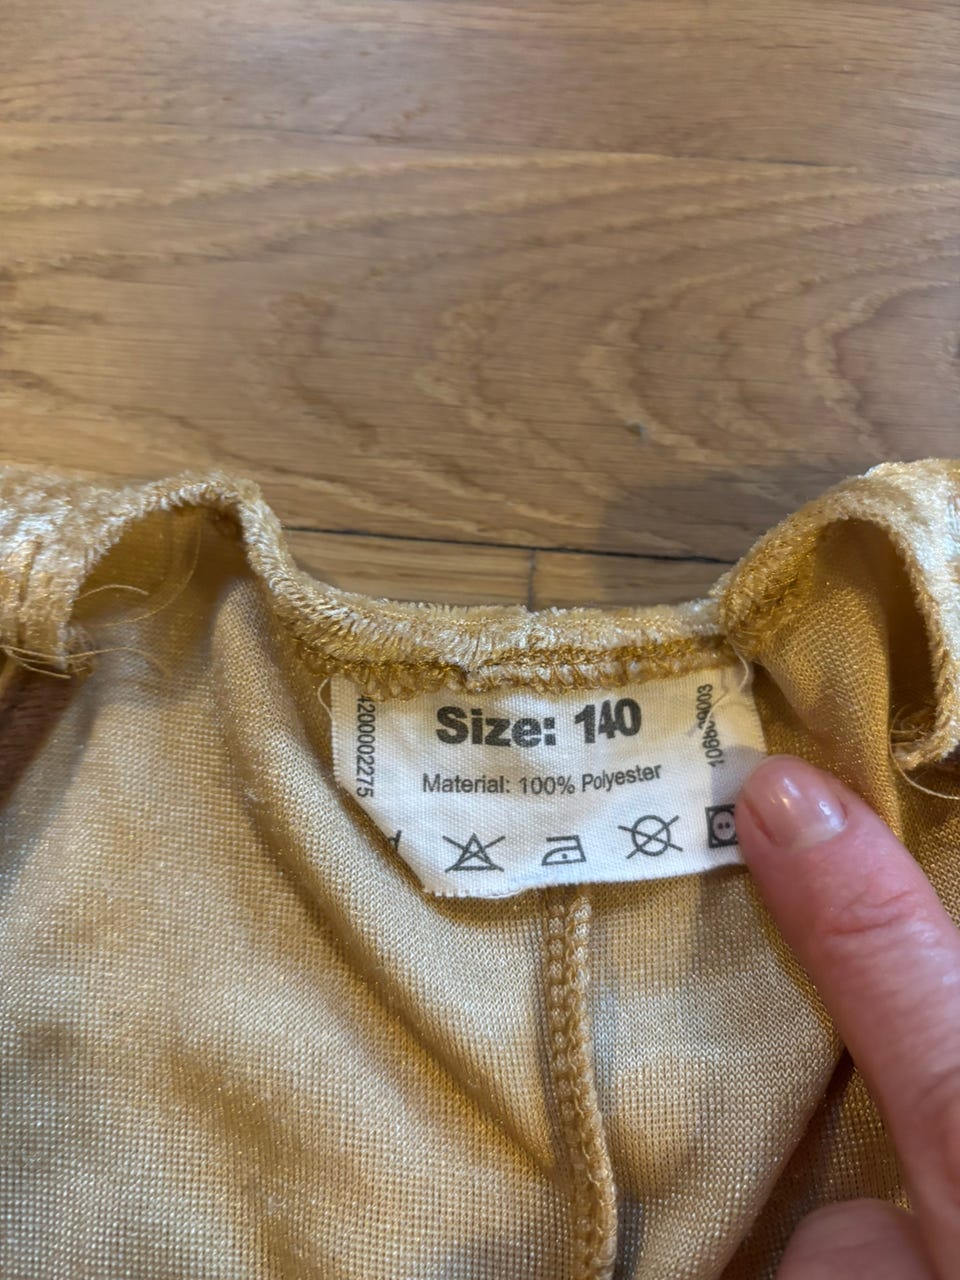 Size: 140
Material: 100% Polyester
4200002275